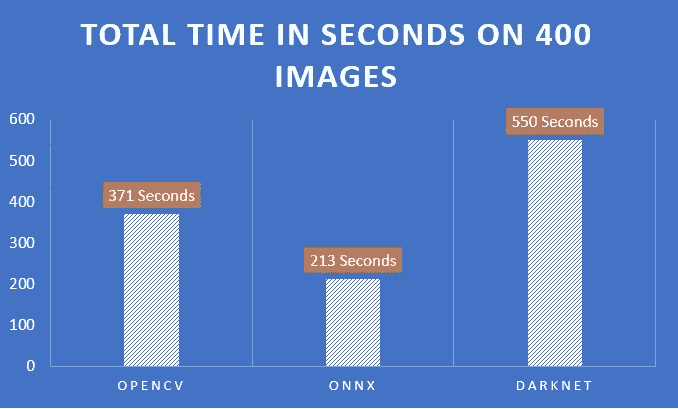 TOTAL TIME IN SECONDS ON 400
IMAGES
600
550 Seconds
500
400
371 Seconds
300
213 Seconds
200
100
0
OPENCV
ONNX
DARKNET